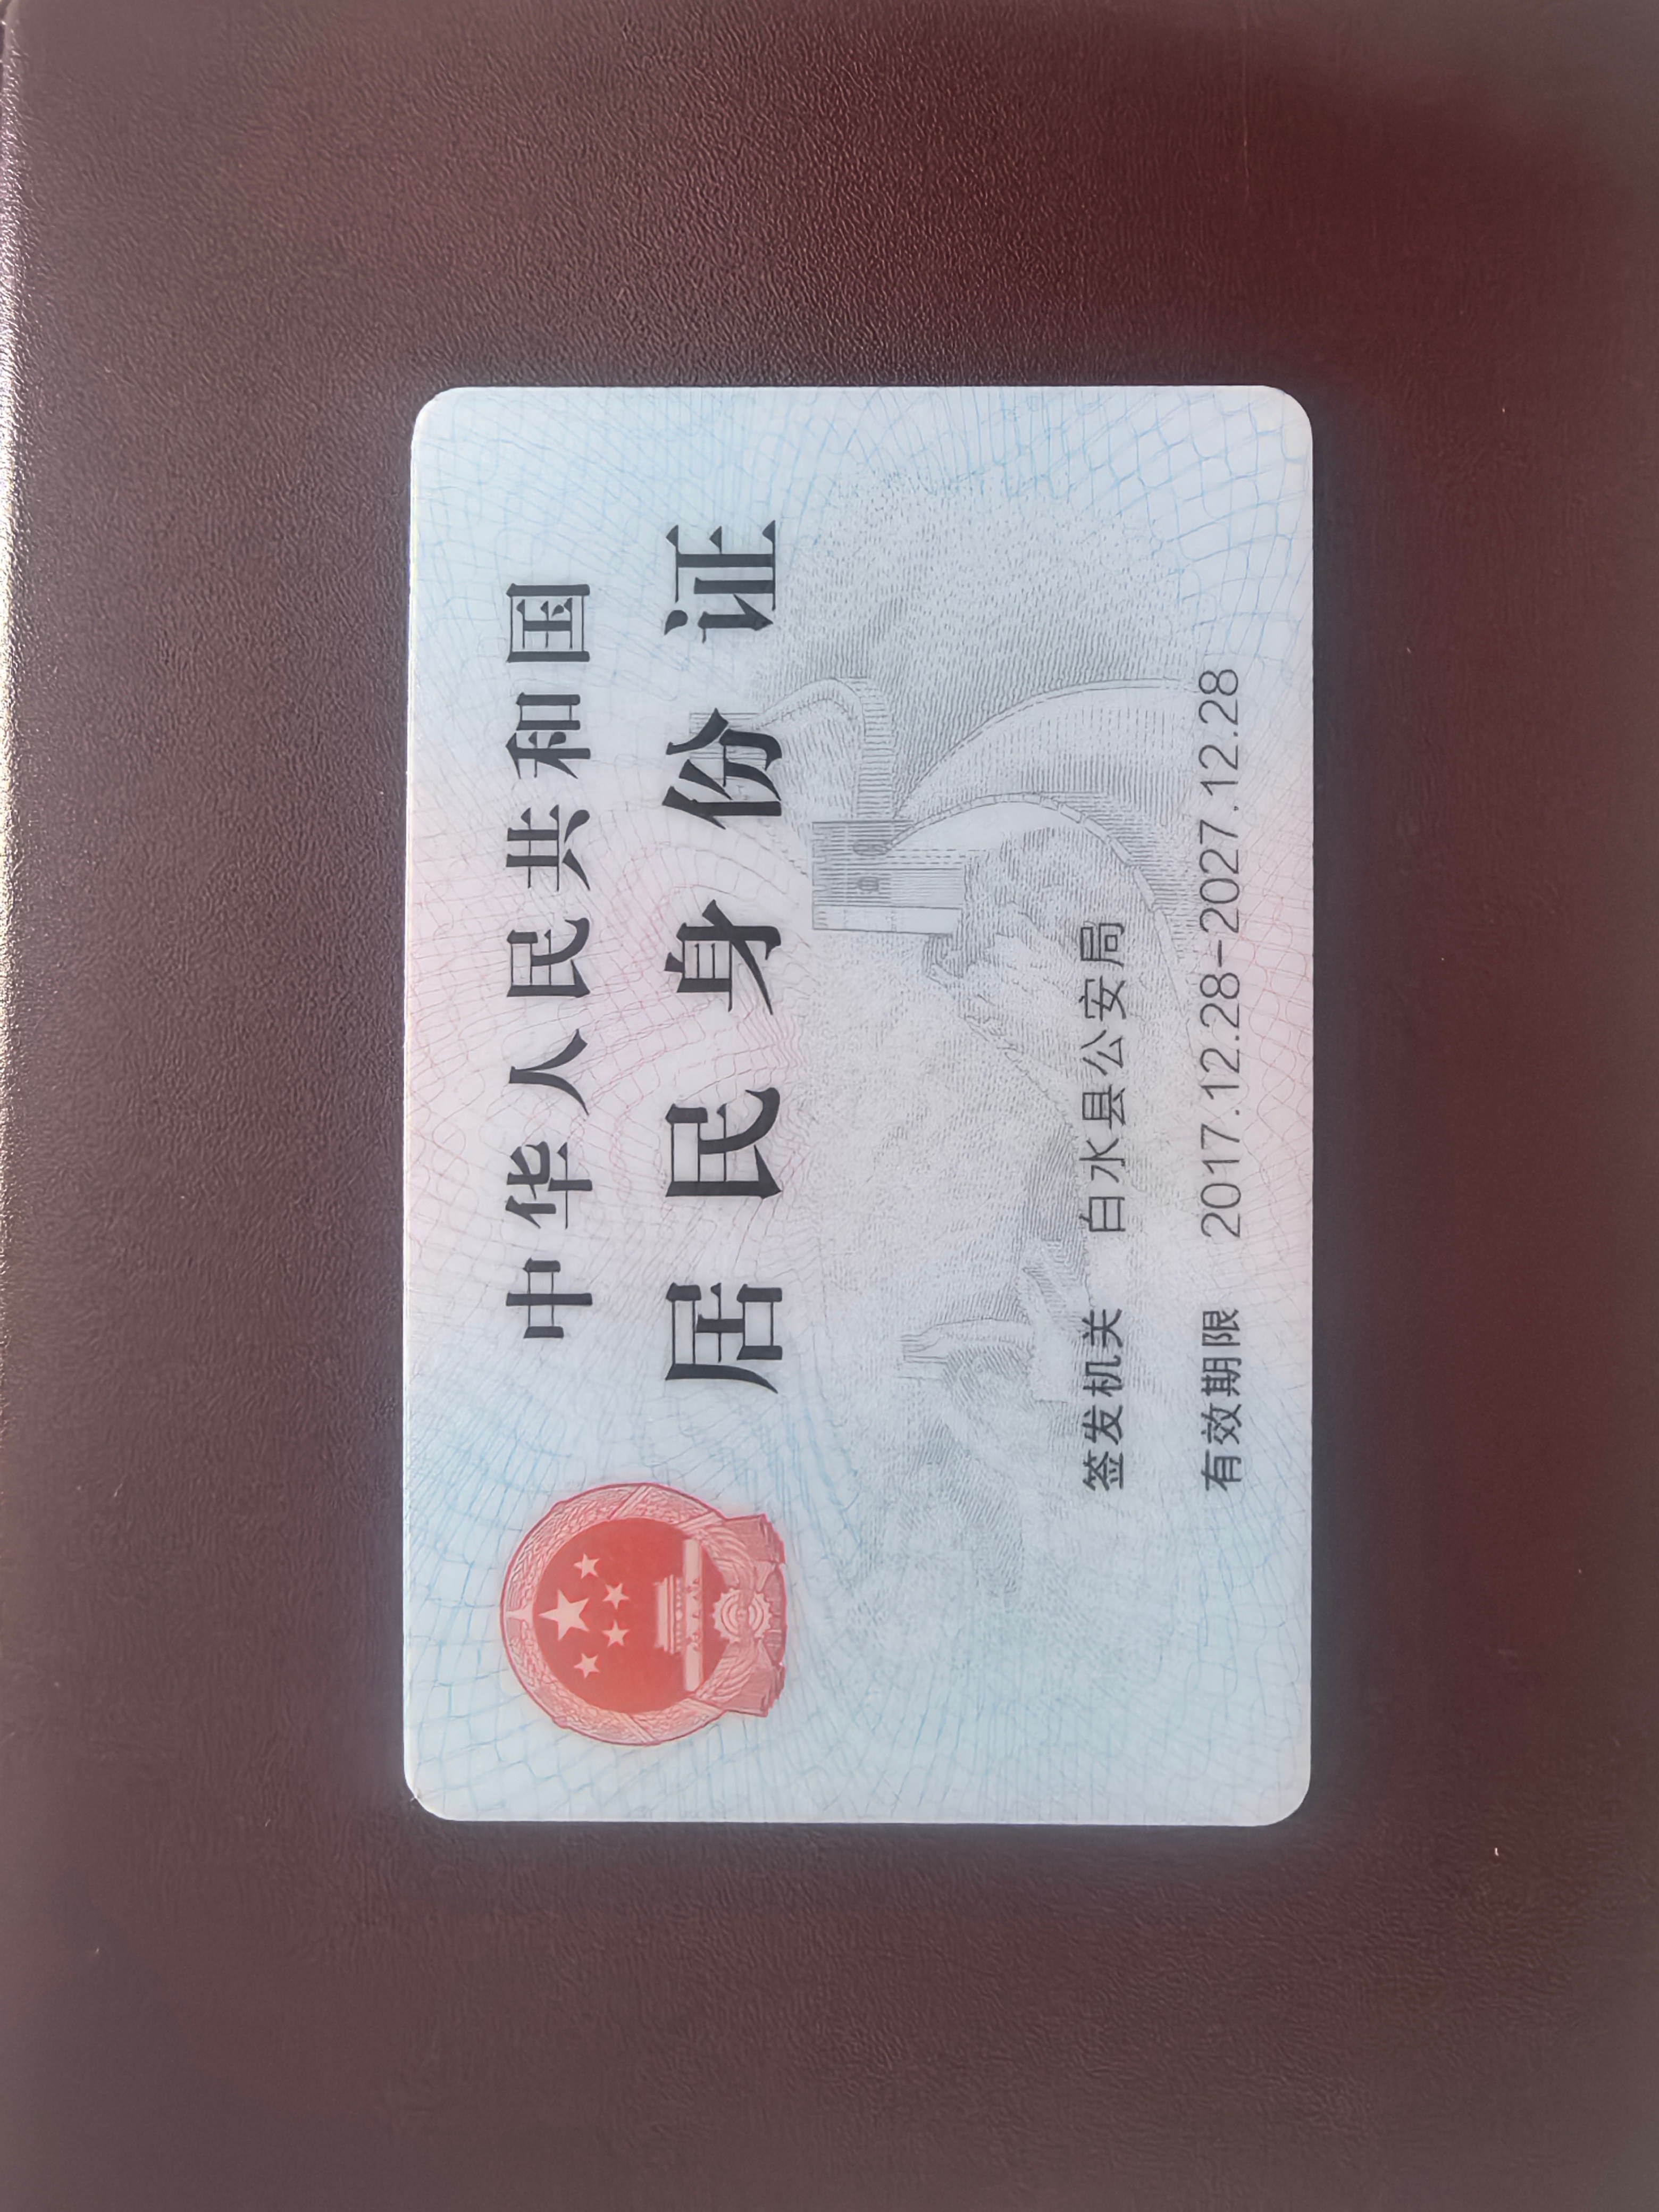 中华人民共和国
居民身份证
签发机关 白水县公安局
有效期限 2017.12.28-2027.12.28